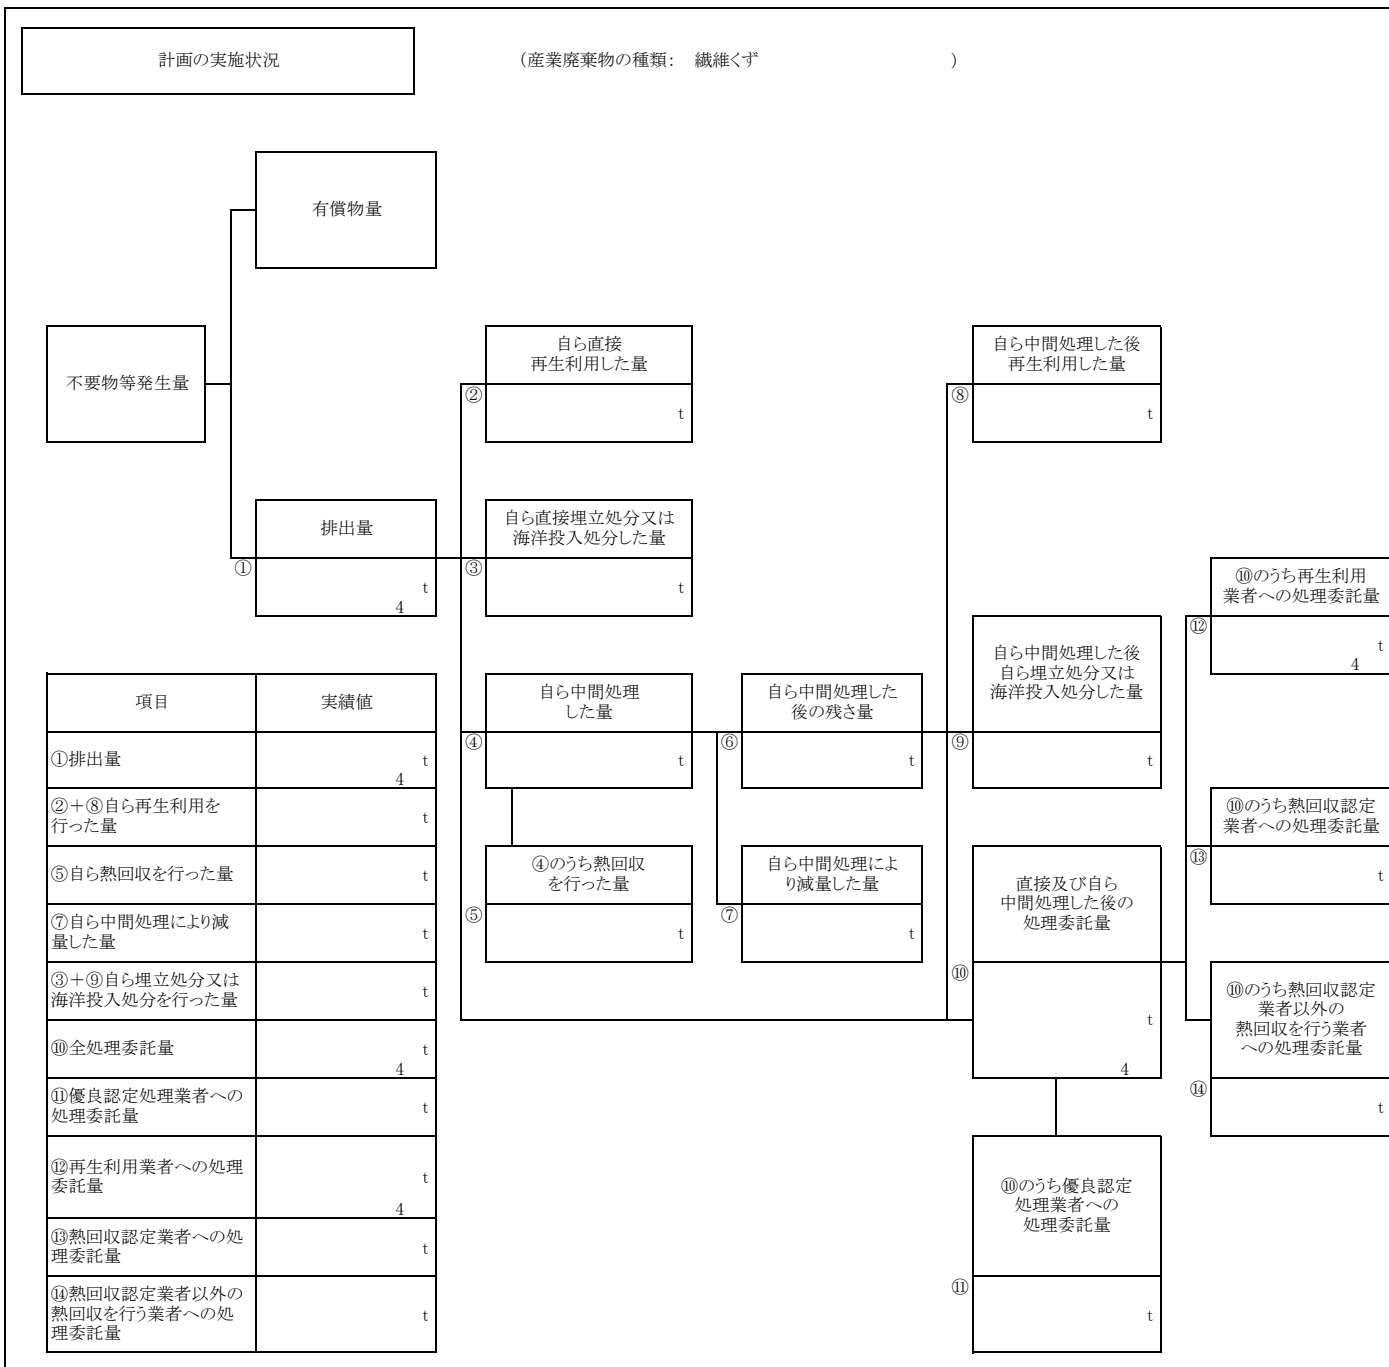 計画の実施状況
(産業廃棄物の種類: 繊維くず )
有償物量
不要物等発生量
自ら直接
再生利用した量
②
t
自ら中間処理した後
再生利用した量
⑧
t
排出量
①
t
4
自ら直接埋立処分又は
海洋投入処分した量
③
t
⑩のうち再生利用
業者への処理委託量
⑫
t
4
自ら中間処理した後
自ら埋立処分又は
海洋投入処分した量
⑨
t
自ら中間処理
した量
④
t
自ら中間処理した
後の残さ量
⑥
t
④のうち熱回収
を行った量
⑤
t
自ら中間処理によ
り減量した量
⑦
t
直接及び自ら
中間処理した後の
処理委託量
⑩
t
4
⑩のうち熱回収認定
業者への処理委託量
⑬
t
⑩のうち熱回収認定
業者以外の
熱回収を行う業者
への処理委託量
⑭
t
⑩のうち優良認定
処理業者への
処理委託量
⑪
t
項目 実績値
①排出量 t
4
②+⑧自ら再生利用を
行った量 t
⑤自ら熱回収を行った量 t
⑦自ら中間処理により減
量した量 t
③+⑨自ら埋立処分又は
海洋投入処分を行った量 t
⑩全処理委託量 t
4
⑪優良認定処理業者への
処理委託量 t
⑫再生利用業者への処理
委託量 t
4
⑬熱回収認定業者への処
理委託量 t
⑭熱回収認定業者以外の
熱回収を行う業者への処
理委託量 t